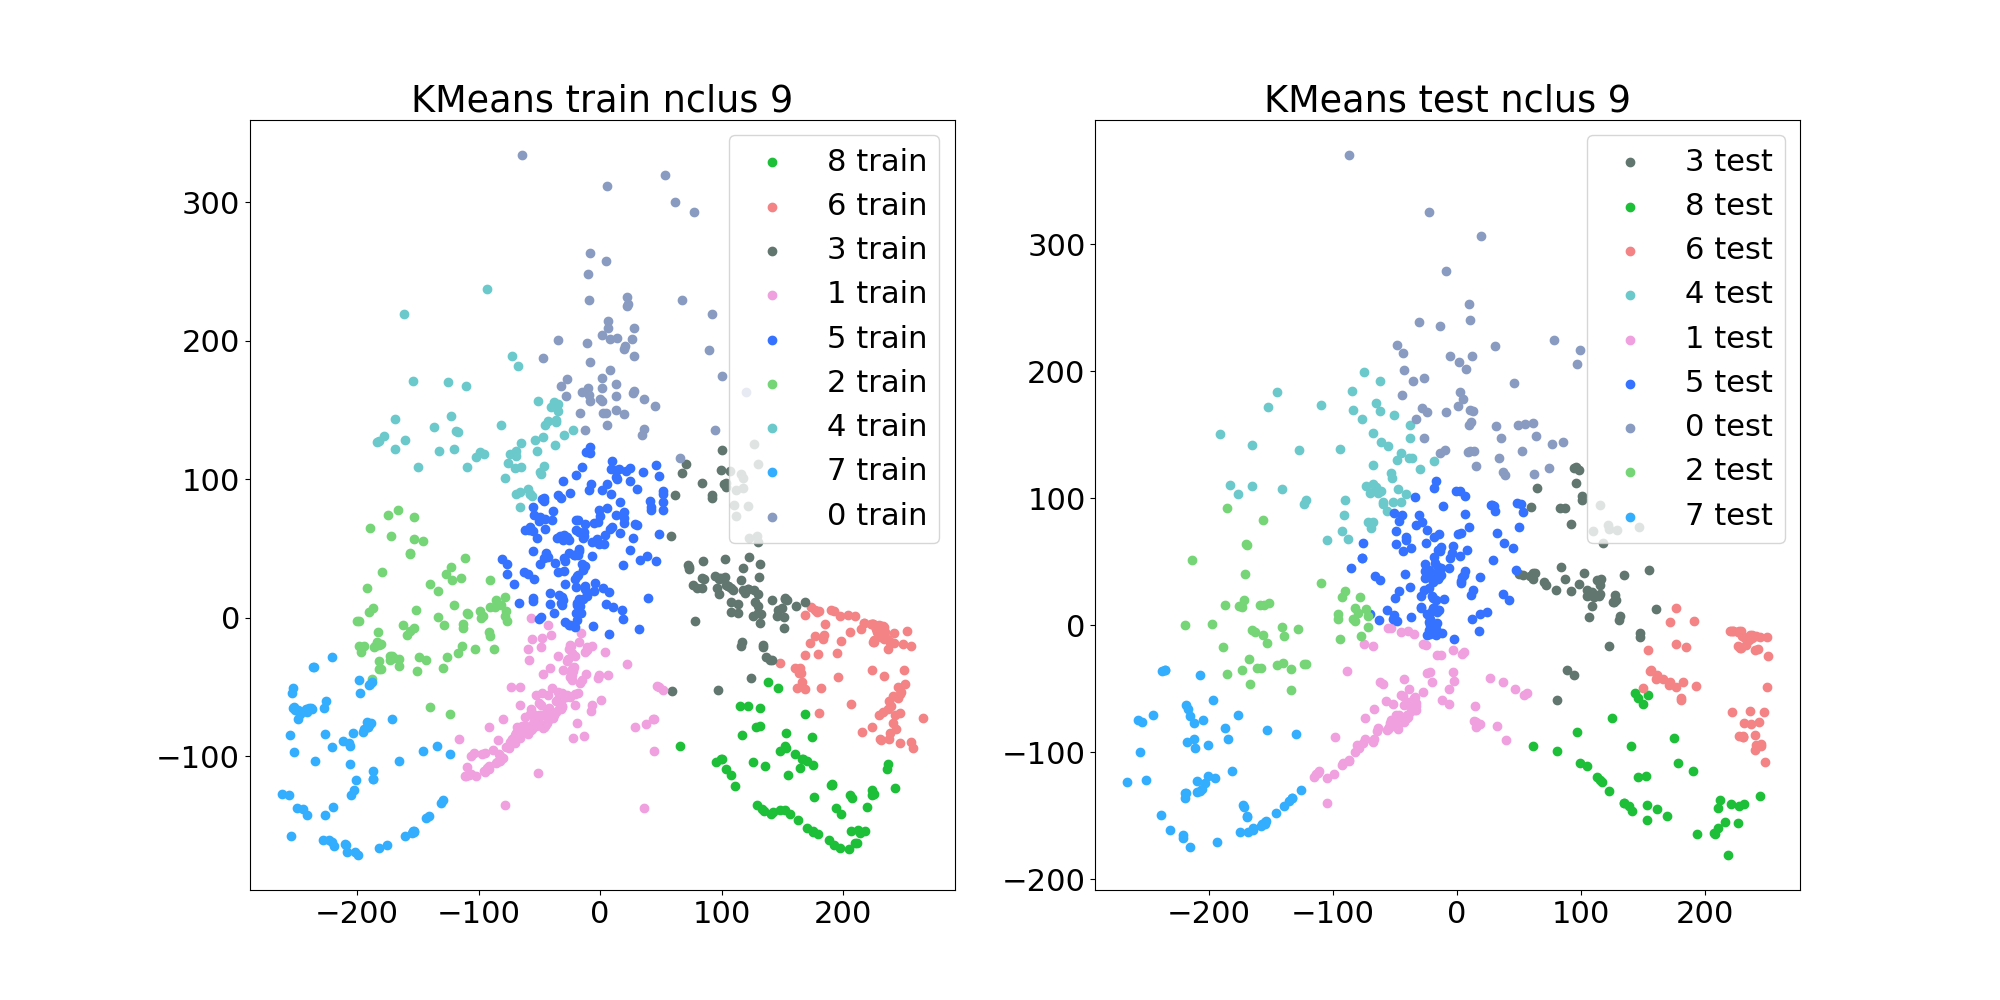 KMeans train nclus 9
300
200
100
0
−100
−200
−100
0
100
200
8 train
6 train
3 train
1 train
5 train
2 train
4 train
7 train
0 train
KMeans test nclus 9
300
200
100
0
−100
−200
−200
−100
0
100
200
3 test
8 test
6 test
4 test
1 test
5 test
0 test
2 test
7 test